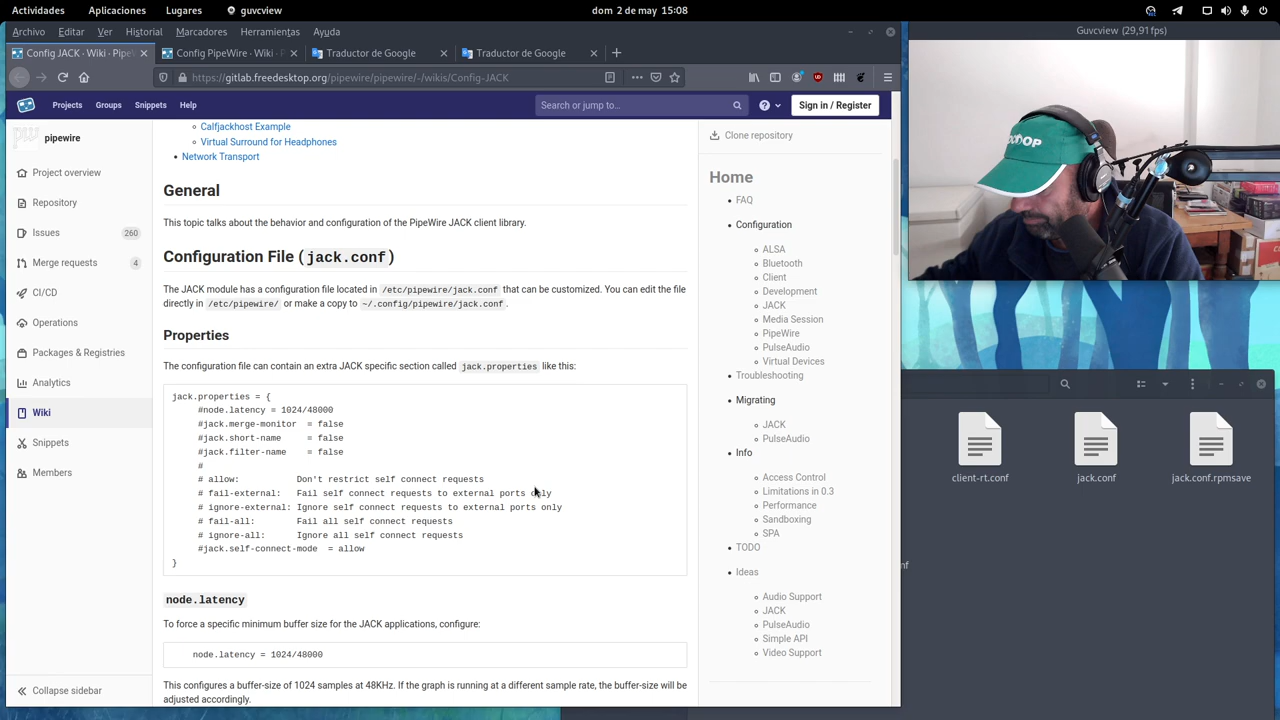 Actividades Aplicaciones Lugares guvcview dom 2 de may 15:08
Archivo Editar Ver Historial Marcadores Herramientas Ayuda
Guvcview (29,91fps)
Config JACK · Wiki · Pipe Config PipeWire · Wiki · Traductor de Google Traductor de Google
https://gitlab.freedesktop.org/pipewire/pipewire/-/wikis/Config-JACK
Projects Groups Snippets Help Search or jump to... Sign in / Register
pipewire
Project overview
Repository
Issues 260
Merge requests 4
CI/CD
Operations
Packages & Registries
Analytics
Wiki
Snippets
Members
Collapse sidebar
Calfjackhost Example
Virtual Surround for Headphones
Network Transport
General
This topic talks about the behavior and configuration of the PipeWire JACK client library.
Configuration File (jack.conf)
The JACK module has a configuration file located in /etc/pipewire/jack.conf that can be customized. You can edit the file
directly in /etc/pipewire/ or make a copy to ~/.config/pipewire/jack.conf.
Properties
The configuration file can contain an extra JACK specific section called jack.properties like this:
jack.properties = {
#node.latency = 1024/48000
#jack.merge-monitor = false
#jack.short-name = false
#jack.filter-name = false
#
# allow: Don't restrict self connect requests
# fail-external: Fail self connect requests to external ports only
# ignore-external: Ignore self connect requests to external ports only
# fail-all: Fail all self connect requests
# ignore-all: Ignore all self connect requests
#jack.self-connect-mode = allow
}
node.latency
To force a specific minimum buffer size for the JACK applications, configure:
node.latency = 1024/48000
This configures a buffer-size of 1024 samples at 48KHz. If the graph is running at a different sample rate, the buffer-size will be
adjusted accordingly.
Clone repository
Home
FAQ
Configuration
ALSA
Bluetooth
Client
Development
JACK
Media Session
PipeWire
PulseAudio
Virtual Devices
Troubleshooting
Migrating
JACK
PulseAudio
Info
Access Control
Limitations in 0.3
Performance
Sandboxing
SPA
TODO
Ideas
Audio Support
JACK
PulseAudio
Simple API
Video Support
client-rt.conf jack.conf jack.conf.rpmsave
nf